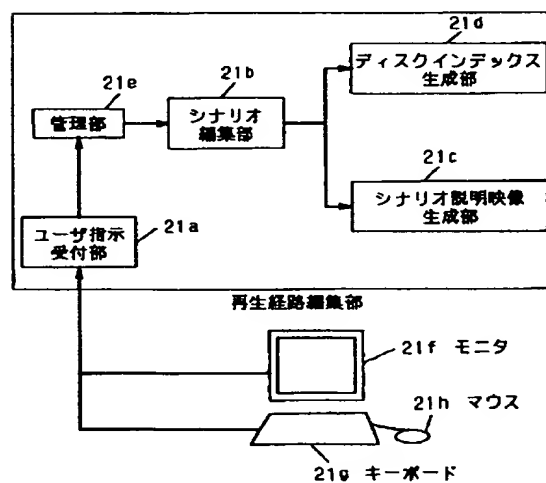 21d
ディスクインデックス
生成部
21b
シナリオ
編集部
21e
管理部
21c
シナリオ説明映像
生成部
ユーザ指示
受付部
21a
再生経路編集部
21f モニタ
21h マウス
21g キーボード